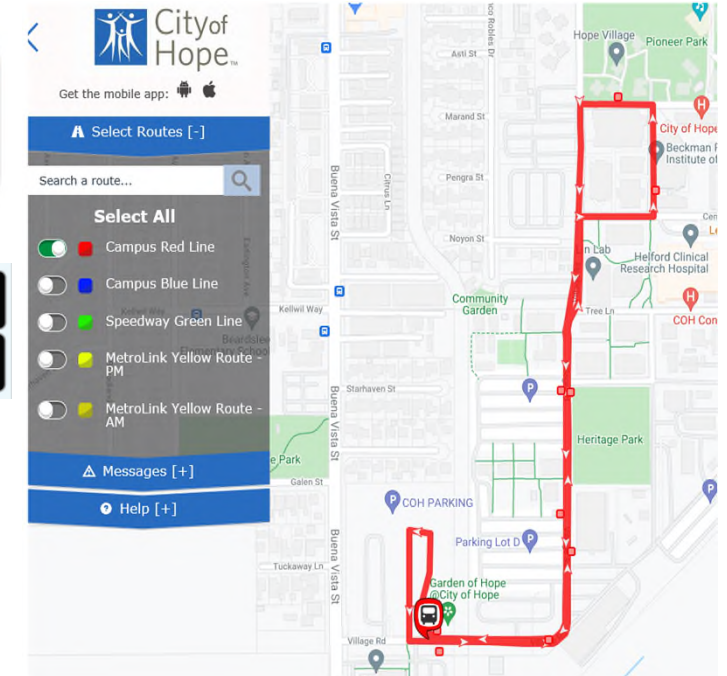 City of
Hope™
Get the mobile app:
Select Routes [-]
Search a route...
Select All
Campus Red Line
Campus Blue Line
Speedway Green Line
MetroLink Yellow Route -
PM
MetroLink Yellow Route -
AM
Messages [+]
Help [+]
Hope Village
Pioneer Park
Asti St
Marand St
City of Hope
Beckman
Institute of
Buena Vista St
Citrus Ln
Pengra St
Noyon St
Helford Clinical
Research Hospital
Kellwil Way
Community
Garden
Tree Ln
COH Con
Elementary School
Starhaven St
Buena Vista St
Heritage Park
e Park
Galen St
COH PARKING
Parking Lot D
Buena Vista St
Tuckaway Ln
Garden of Hope
@City of Hope
Village Rd
P
P
P
P
H
H